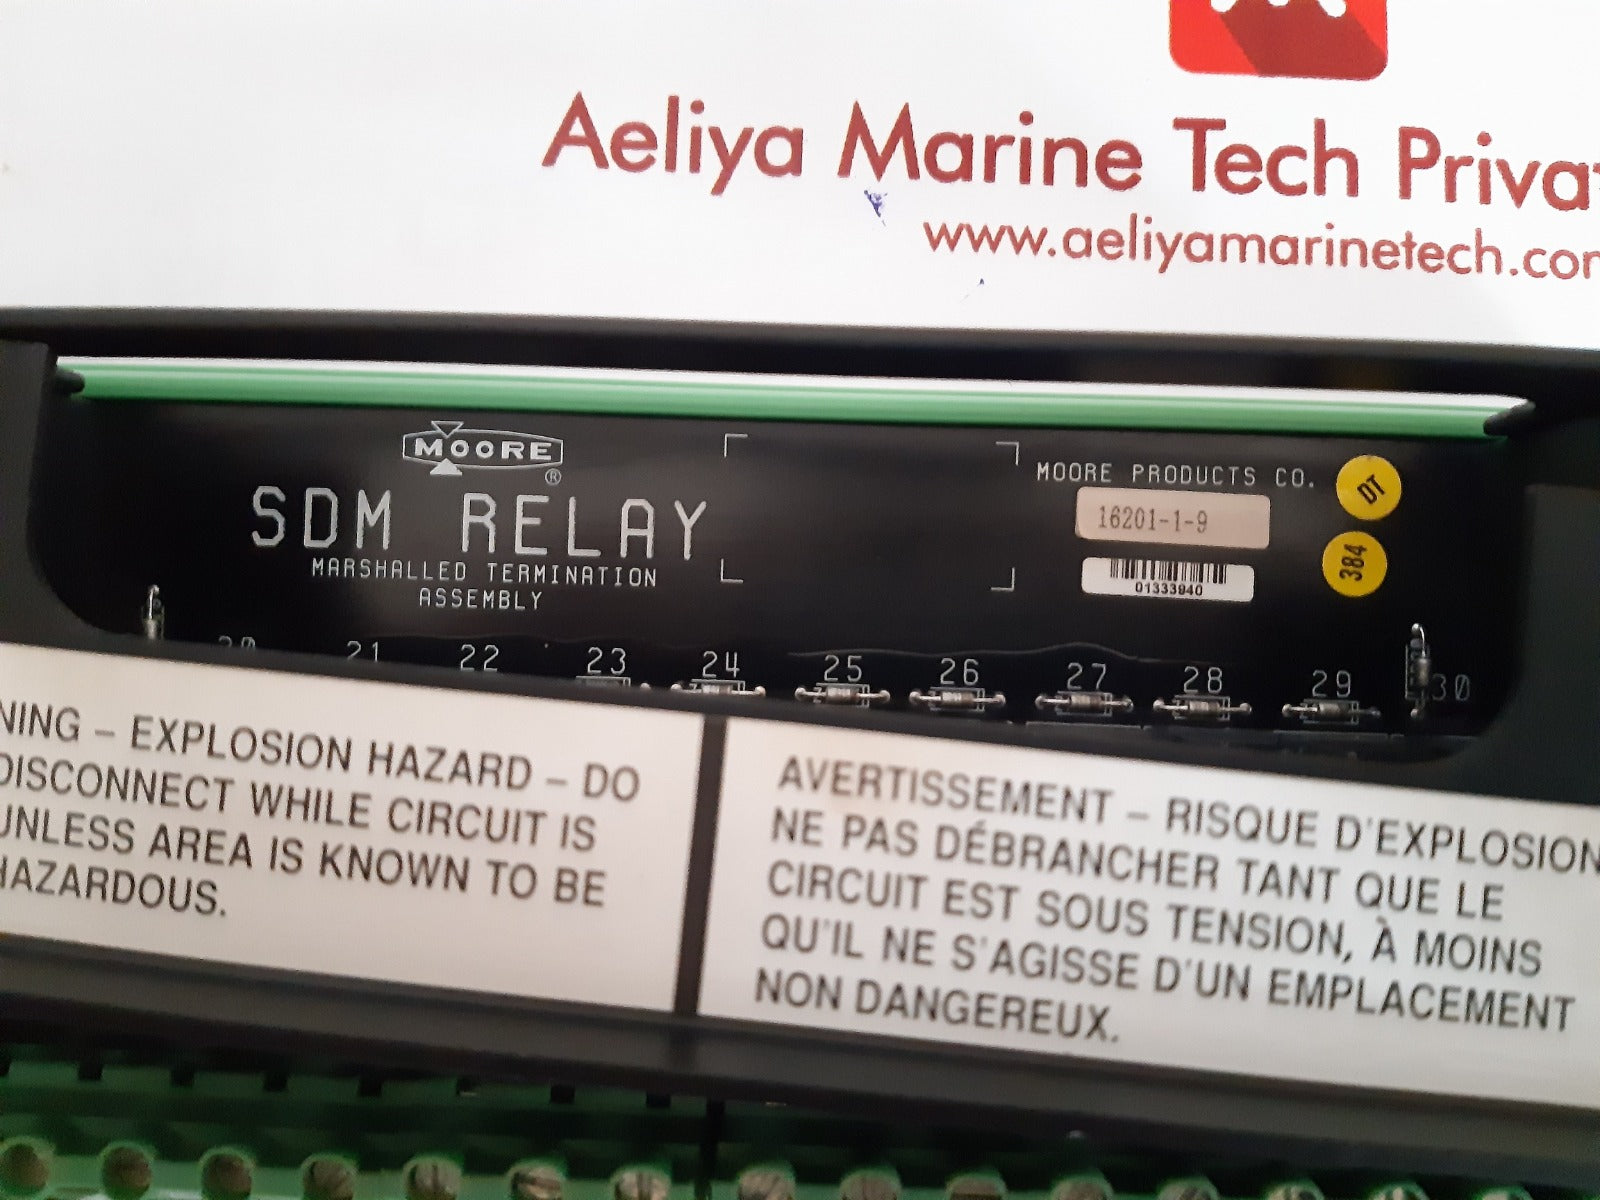 Aeliya Marine Tech Privat
www.aeliyamarinetech.com
MOORE
®
SDM RELAY
MARSHALLED TERMINATION
ASSEMBLY
MOORE PRODUCTS CO.
16201-1-9
01333940
DT
384
20 21 22 23 24 25 26 27 28 29 30
NING – EXPLOSION HAZARD – DO
DISCONNECT WHILE CIRCUIT IS
UNLESS AREA IS KNOWN TO BE
HAZARDOUS.
AVERTISSEMENT – RISQUE D'EXPLOSION
NE PAS DÉBRANCHER TANT QUE LE
CIRCUIT EST SOUS TENSION, À MOINS
QU'IL NE S'AGISSE D'UN EMPLACEMENT
NON DANGEREUX.